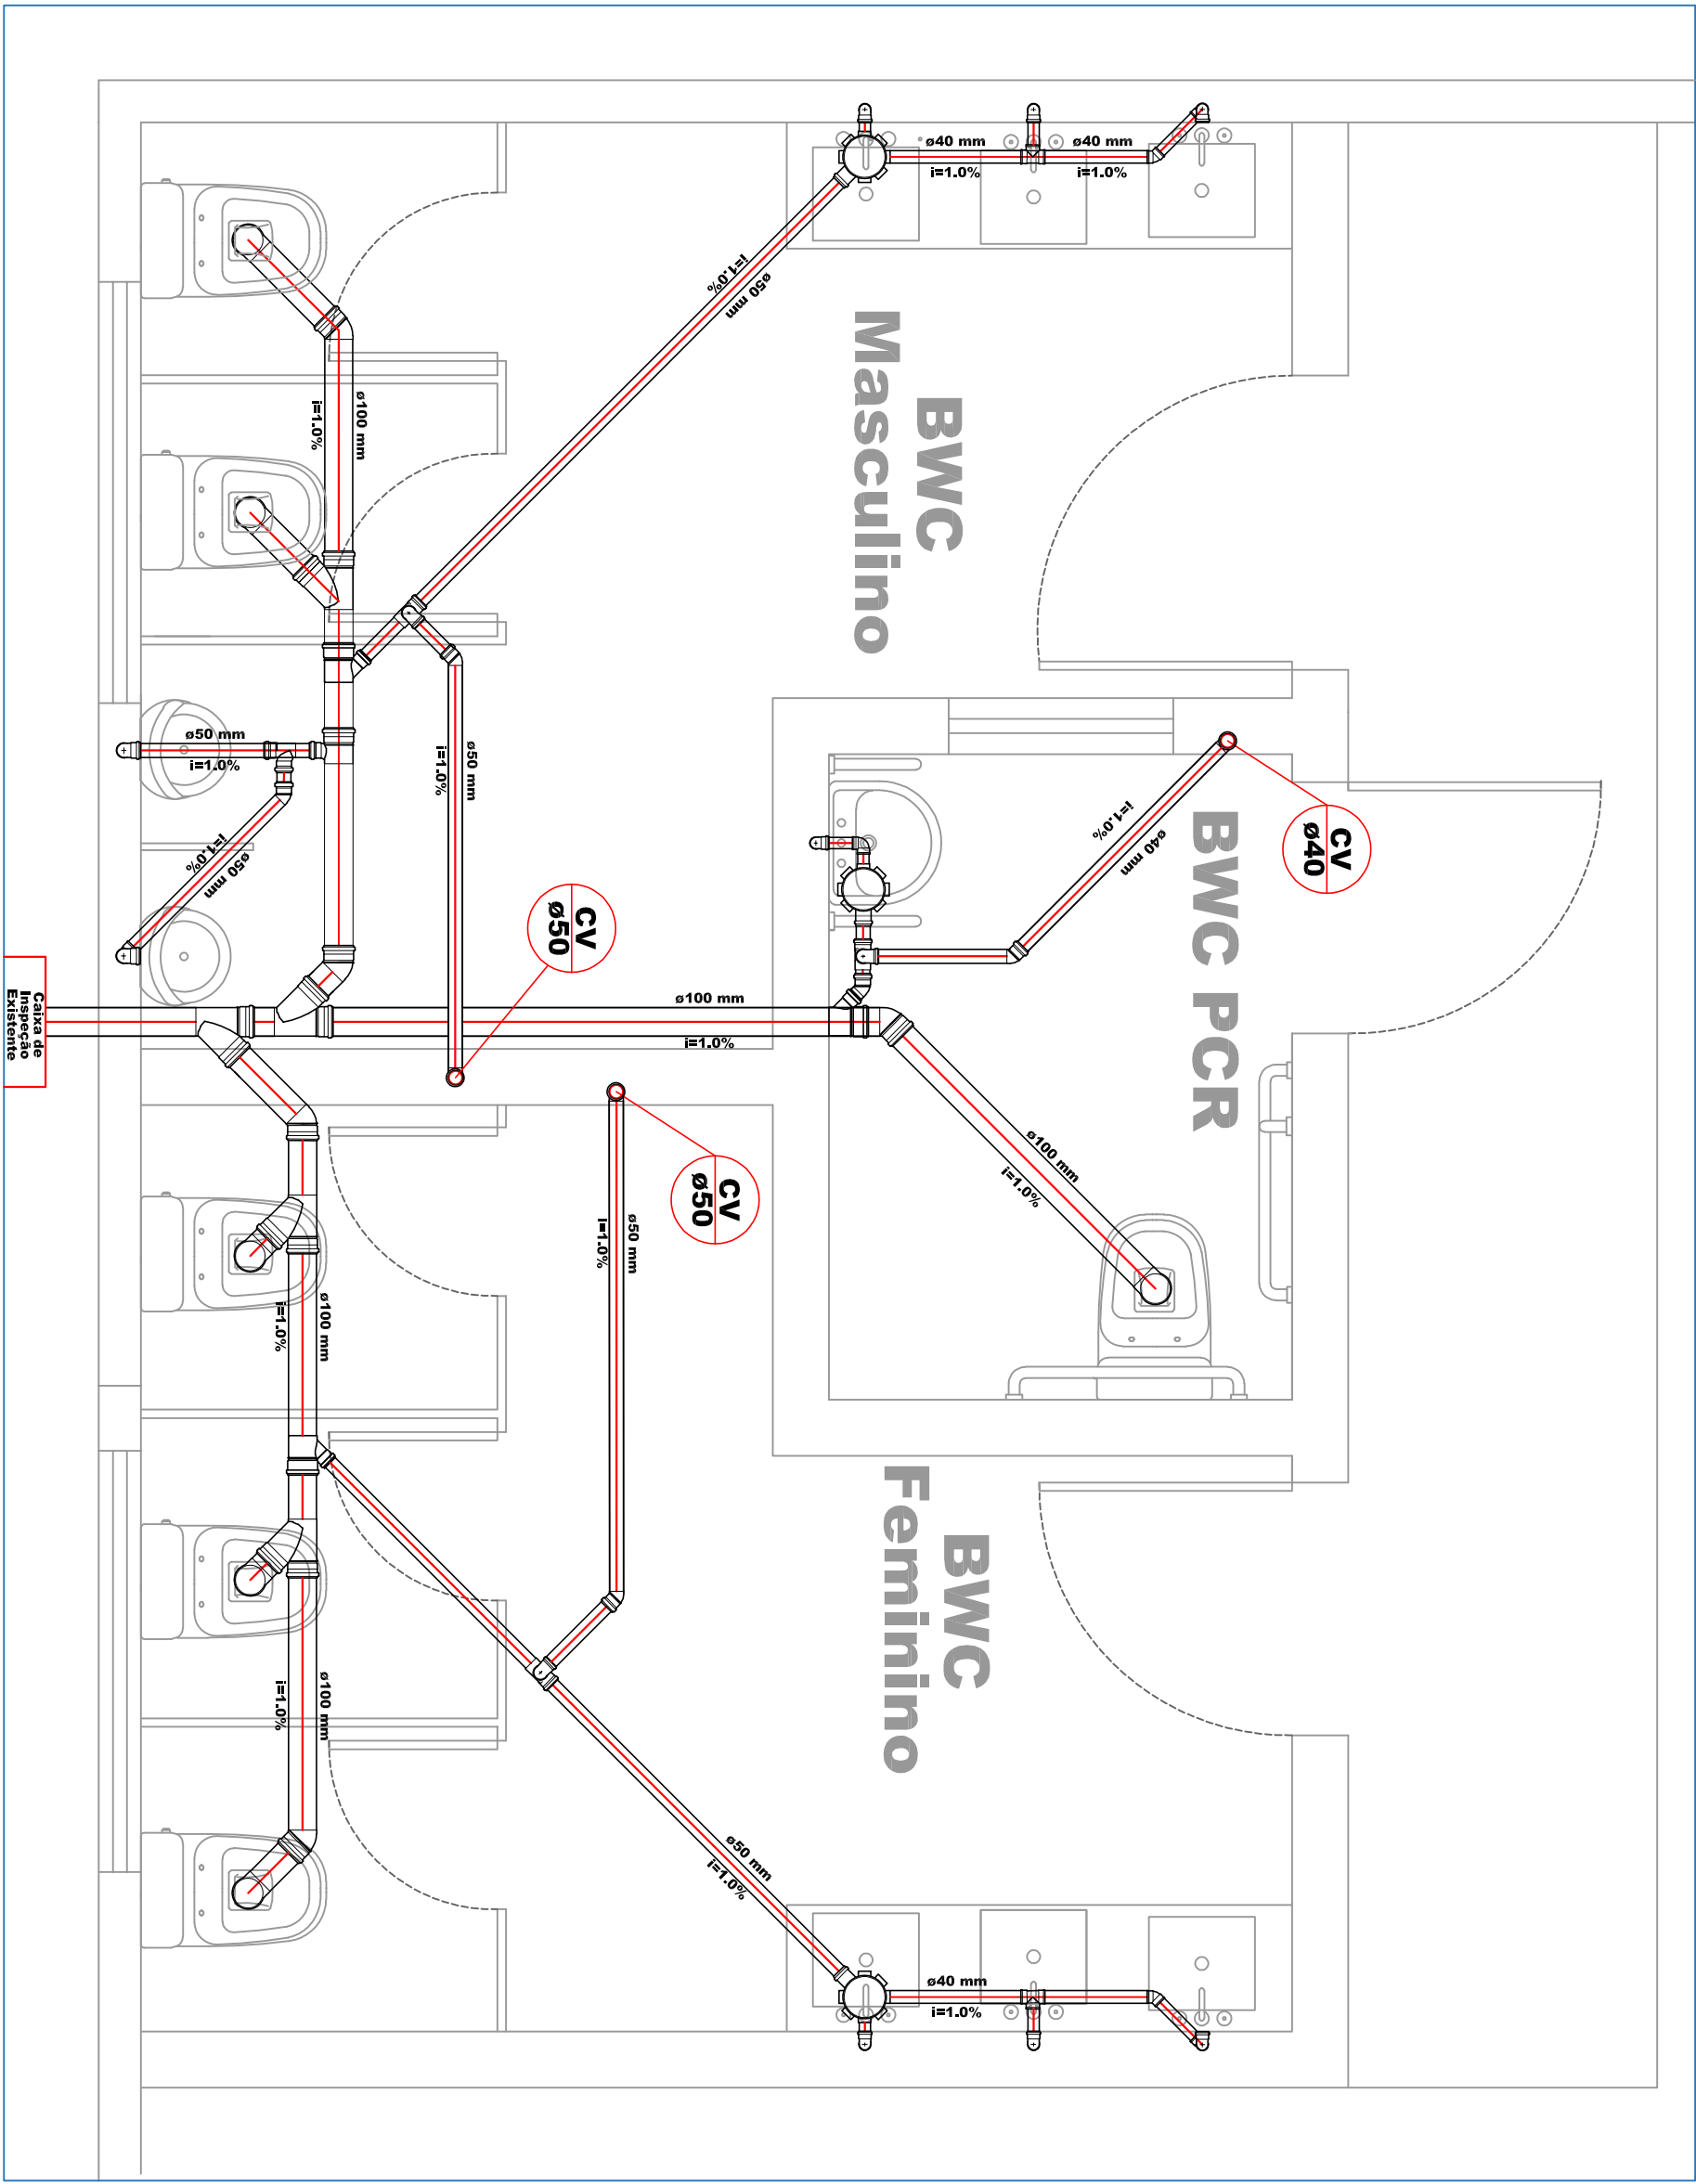 ø40 mm
i=1.0%
ø40 mm
i=1.0%
i=1.0%
ø50 mm
BWC
Masculino
ø100 mm
i=1.0%
ø50 mm
i=1.0%
ø50 mm
i=1.0%
i=1.0%
ø50 mm
CV
ø50
CV
ø40
i=1.0%
ø40 mm
BWC PCR
Caixa de
Inspeção
Existente
ø100 mm
i=1.0%
ø100 mm
i=1.0%
CV
ø50
ø50 mm
i=1.0%
ø100 mm
i=1.0%
BWC
Feminino
ø100 mm
i=1.0%
ø50 mm
i=1.0%
ø40 mm
i=1.0%